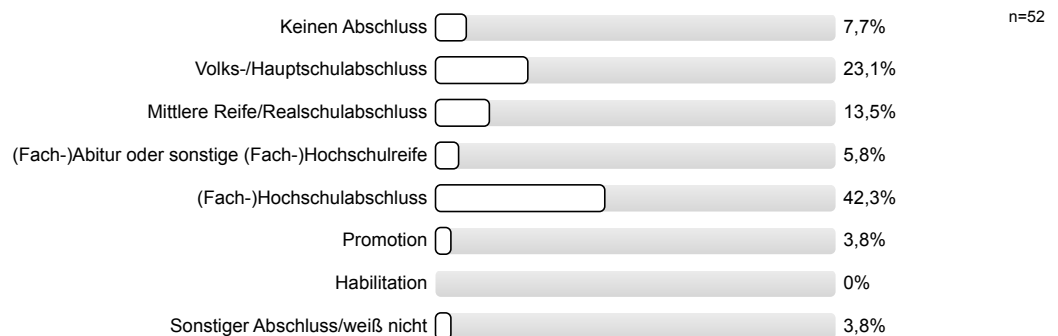 n=52
Keinen Abschluss 7,7%
Volks-/Hauptschulabschluss 23,1%
Mittlere Reife/Realschulabschluss 13,5%
(Fach-)Abitur oder sonstige (Fach-)Hochschulreife 5,8%
(Fach-)Hochschulabschluss 42,3%
Promotion 3,8%
Habilitation 0%
Sonstiger Abschluss/weiß nicht 3,8%